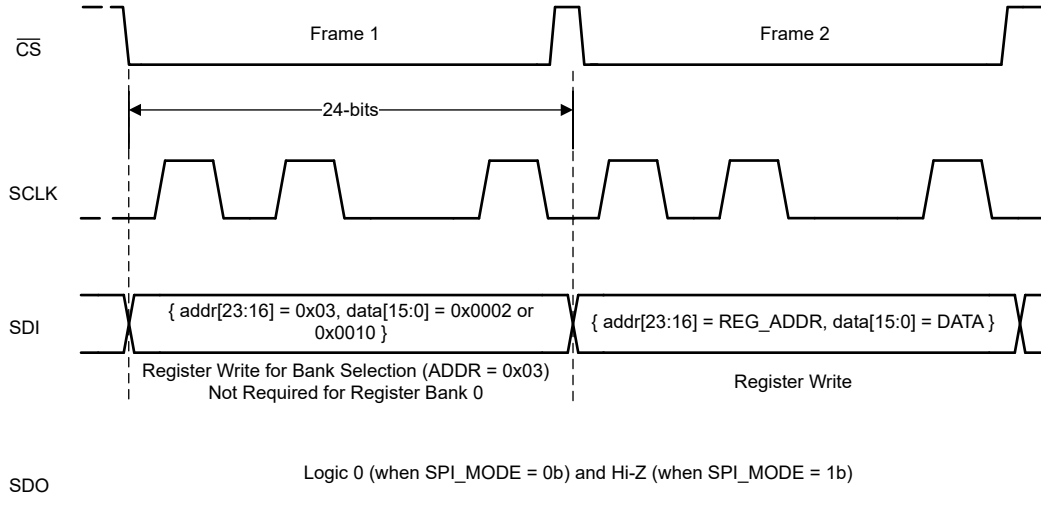 Frame 1
Frame 2
C̅S̅
24-bits
SCLK
{ addr[23:16] = 0x03, data[15:0] = 0x0002 or
0x0010 }
{ addr[23:16] = REG_ADDR, data[15:0] = DATA }
SDI
Register Write for Bank Selection (ADDR = 0x03)
Not Required for Register Bank 0
Register Write
Logic 0 (when SPI_MODE = 0b) and Hi-Z (when SPI_MODE = 1b)
SDO